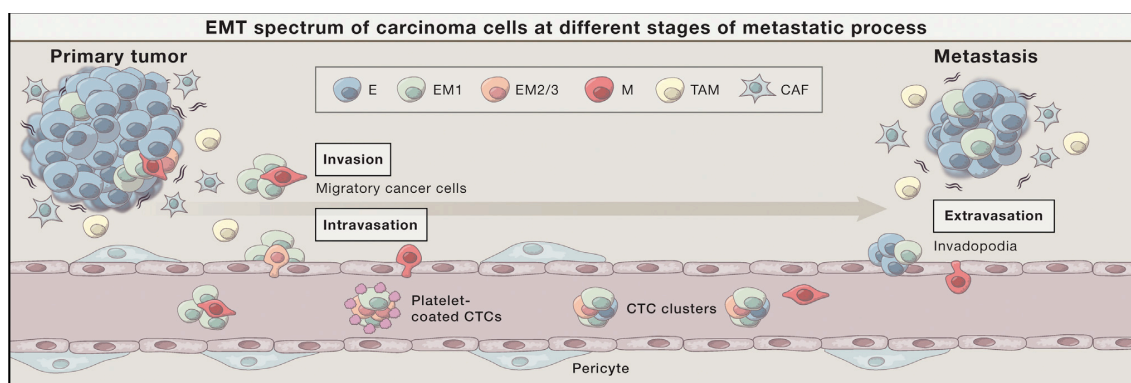 EMT spectrum of carcinoma cells at different stages of metastatic process
Primary tumor
Metastasis
E
EM1
EM2/3
M
TAM
CAF
Invasion
Migratory cancer cells
Intravasation
Extravasation
Invadopodia
Platelet-
coated CTCs
CTC clusters
Pericyte